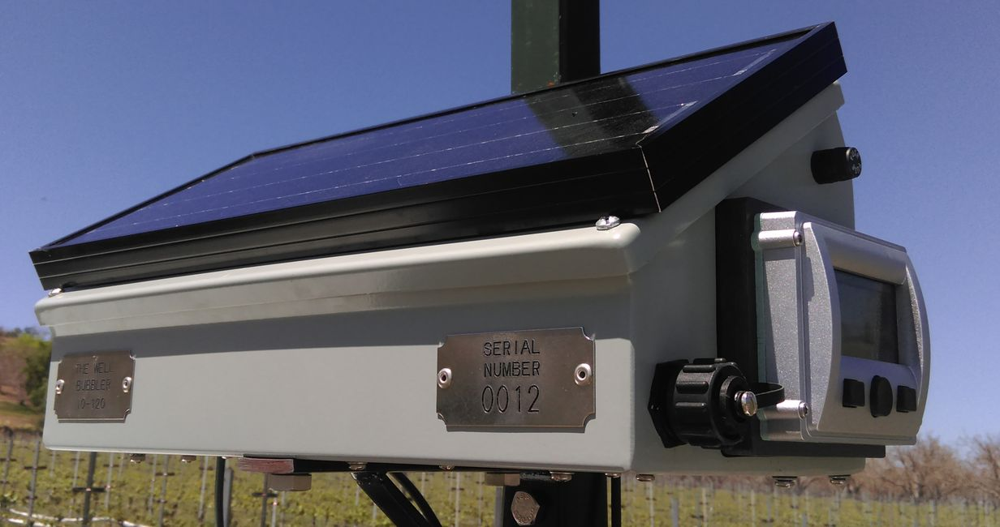 THE WELL
BUBBLER
10-120
SERIAL
NUMBER
0012